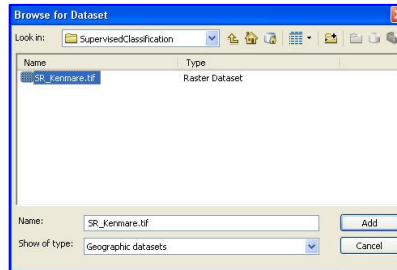 Browse for Dataset
Look in: SupervisedClassification
Name Type
SR_Kenmare.tif Raster Dataset
Name: SR_Kenmare.tif Add
Show of type: Geographic datasets Cancel